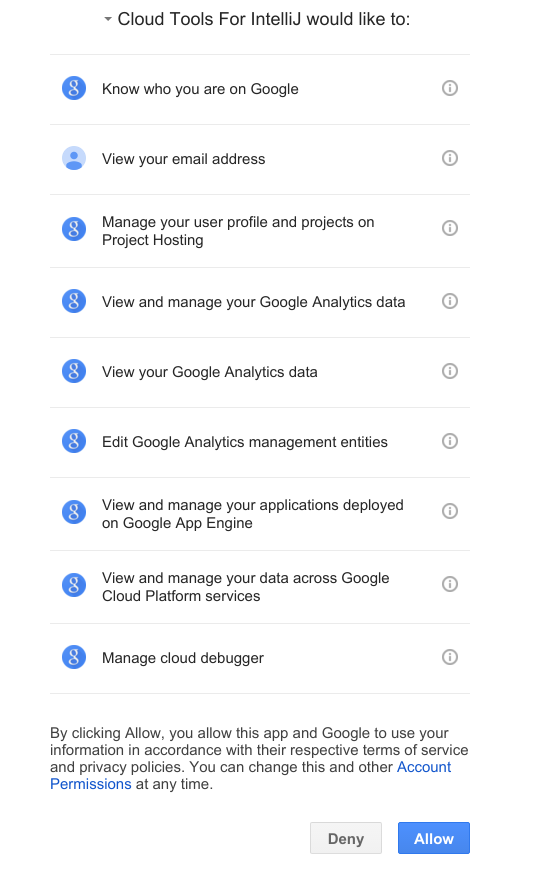 Cloud Tools For IntelliJ would like to:
Know who you are on Google
View your email address
Manage your user profile and projects on
Project Hosting
View and manage your Google Analytics data
View your Google Analytics data
Edit Google Analytics management entities
View and manage your applications deployed
on Google App Engine
View and manage your data across Google
Cloud Platform services
Manage cloud debugger
By clicking Allow, you allow this app and Google to use your
information in accordance with their respective terms of service
and privacy policies. You can change this and other Account
Permissions at any time.
Deny Allow